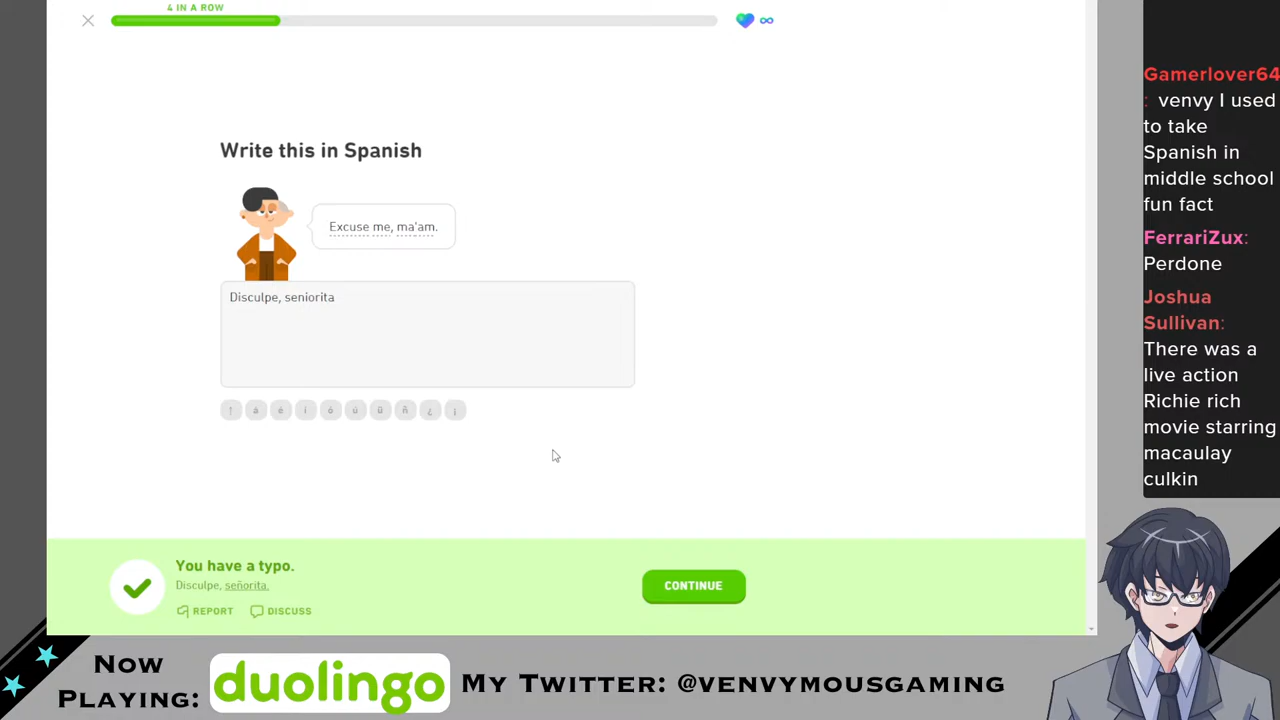 4 IN A ROW
Write this in Spanish
Excuse me, ma'am.
Disculpe, seniorita
↑ á é í ó ú ü ñ ¿ ¡
You have a typo.
Disculpe, señorita.
REPORT DISCUSS
CONTINUE
Gamerlover64
: venvy I used
to take
Spanish in
middle school
fun fact
FerrariZux:
Perdone
Joshua
Sullivan:
There was a
live action
Richie rich
movie starring
macaulay
culkin
Now
Playing:
duolingo
My Twitter: @venvymousgaming